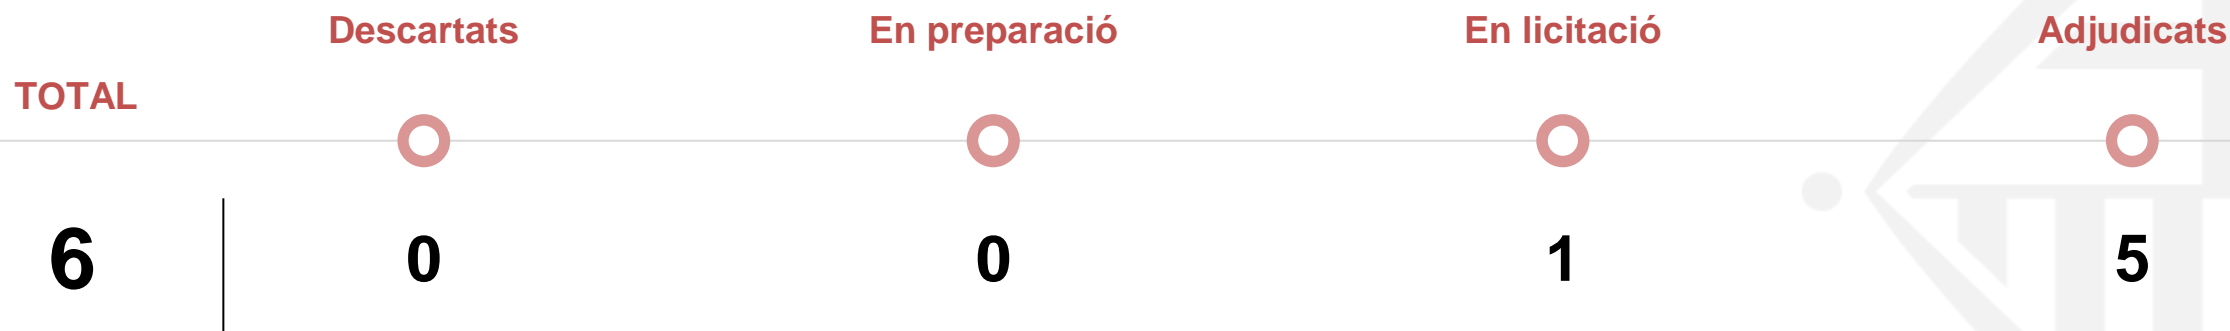 Descartats En preparació En licitació Adjudicats
TOTAL
6 0 0 1 5